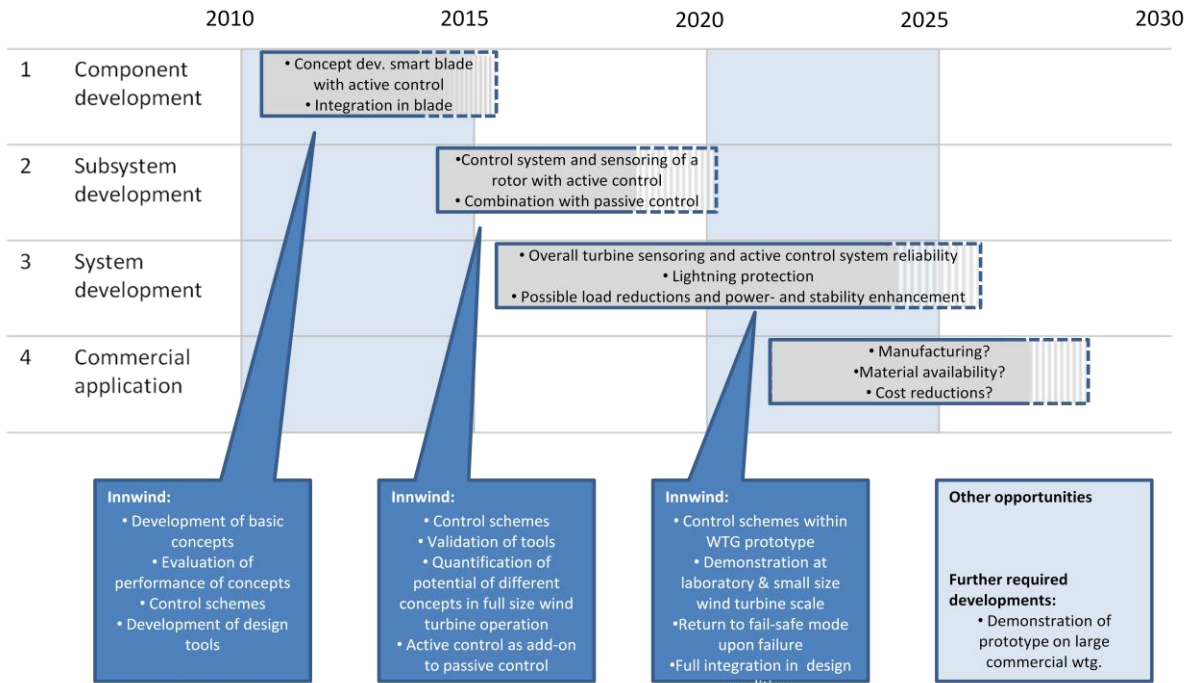 2010 2015 2020 2025 2030
1 Component
development
• Concept dev. smart blade
with active control
• Integration in blade
2 Subsystem
development
•Control system and sensoring of a
rotor with active control
• Combination with passive control
3 System
development
• Overall turbine sensoring and active control system reliability
• Lightning protection
• Possible load reductions and power- and stability enhancement
4 Commercial
application
• Manufacturing?
•Material availability?
• Cost reductions?
Innwind:
• Development of basic
concepts
• Evaluation of
performance of concepts
• Control schemes
• Development of design
tools
Innwind:
• Control schemes
• Validation of tools
• Quantification of
potential of different
concepts in full size wind
turbine operation
• Active control as add-on
to passive control
Innwind:
• Control schemes within
WTG prototype
• Demonstration at
laboratory & small size
wind turbine scale
•Return to fail-safe mode
upon failure
•Full integration in design
Other opportunities
Further required
developments:
• Demonstration of
prototype on large
commercial wtg.